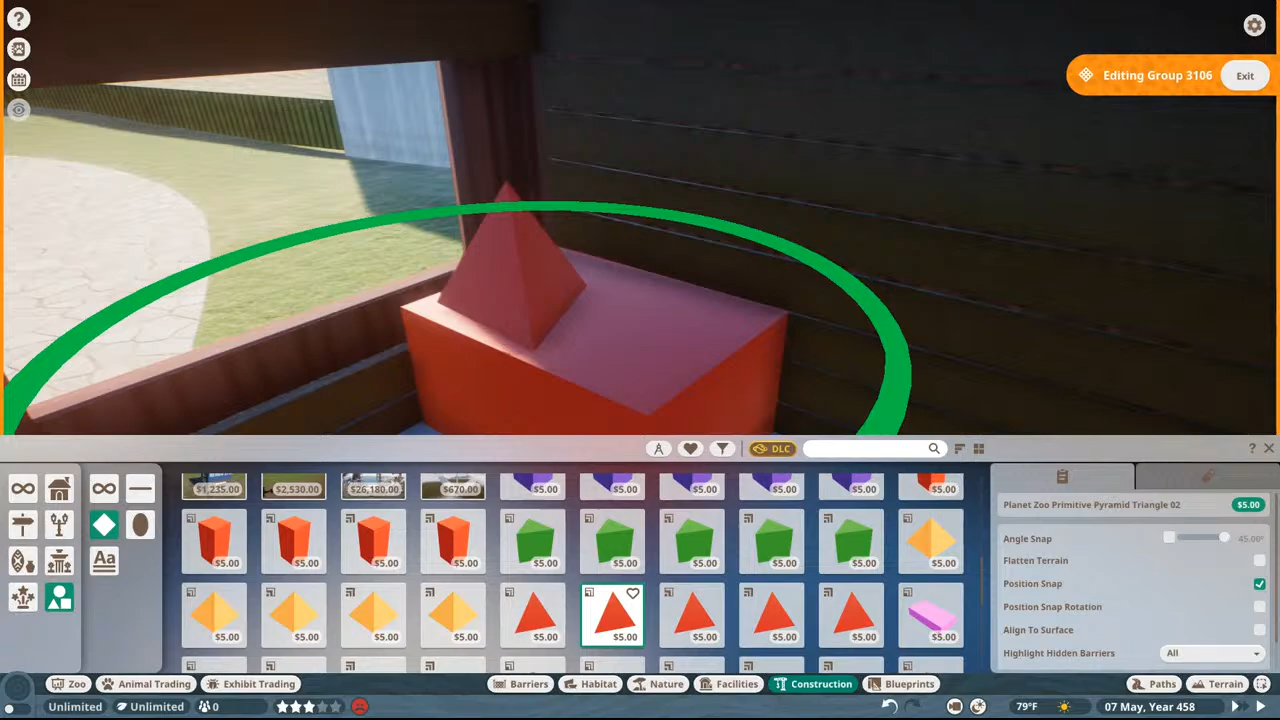 ?
Editing Group 3106
Exit
DLC
?
$1,235.00
$2,530.00
$26,180.00
$670.00
$5.00
$5.00
$5.00
$5.00
$5.00
$5.00
Planet Zoo Primitive Pyramid Triangle 02
$5.00
$5.00
$5.00
$5.00
$5.00
$5.00
$5.00
$5.00
$5.00
$5.00
$5.00
Angle Snap
45.00°
Flatten Terrain
Aa
Position Snap
$5.00
$5.00
$5.00
$5.00
$5.00
$5.00
$5.00
$5.00
$5.00
$5.00
Position Snap Rotation
Align To Surface
Highlight Hidden Barriers
All
Zoo
Animal Trading
Exhibit Trading
Barriers
Habitat
Nature
Facilities
Construction
Blueprints
Paths
Terrain
Unlimited
Unlimited
0
79°F
07 May, Year 458